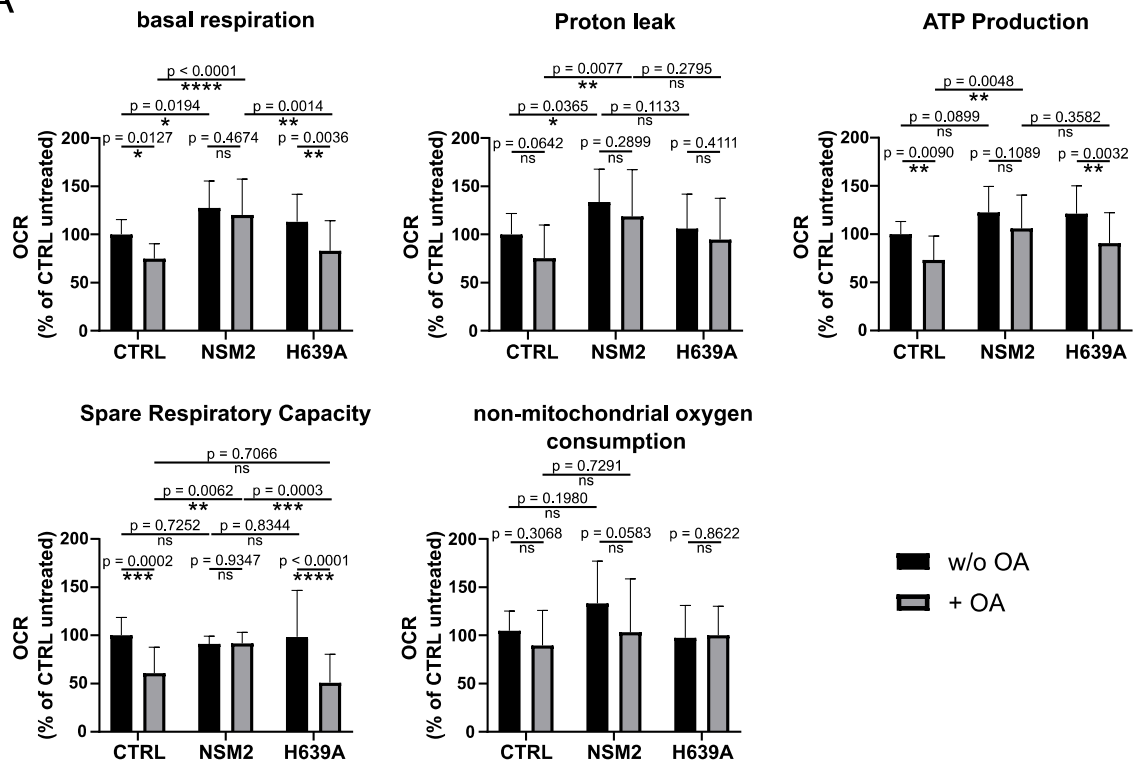 A
basal respiration
p < 0.0001
****
p = 0.0194
*
p = 0.0014
**
p = 0.0127
*
p = 0.4674
ns
p = 0.0036
**
OCR
(% of CTRL untreated)
200
150
100
50
0
CTRL
NSM2
H639A
Proton leak
p = 0.0077
**
p = 0.2795
ns
p = 0.0365
*
p = 0.1133
ns
p = 0.0642
ns
p = 0.2899
ns
p = 0.4111
ns
OCR
(% of CTRL untreated)
200
150
100
50
0
CTRL
NSM2
H639A
ATP Production
p = 0.0048
**
p = 0.0899
ns
p = 0.3582
ns
p = 0.0090
**
p = 0.1089
ns
p = 0.0032
**
OCR
(% of CTRL untreated)
200
150
100
50
0
CTRL
NSM2
H639A
Spare Respiratory Capacity
p = 0.7066
ns
p = 0.0062
**
p = 0.0003
***
p = 0.7252
ns
p = 0.8344
ns
p = 0.0002
***
p = 0.9347
ns
p < 0.0001
****
OCR
(% of CTRL untreated)
200
150
100
50
0
CTRL
NSM2
H639A
non-mitochondrial oxygen
consumption
p = 0.7291
ns
p = 0.1980
ns
p = 0.3068
ns
p = 0.0583
ns
p = 0.8622
ns
OCR
(% of CTRL untreated)
200
150
100
50
0
CTRL
NSM2
H639A
w/o OA
+ OA